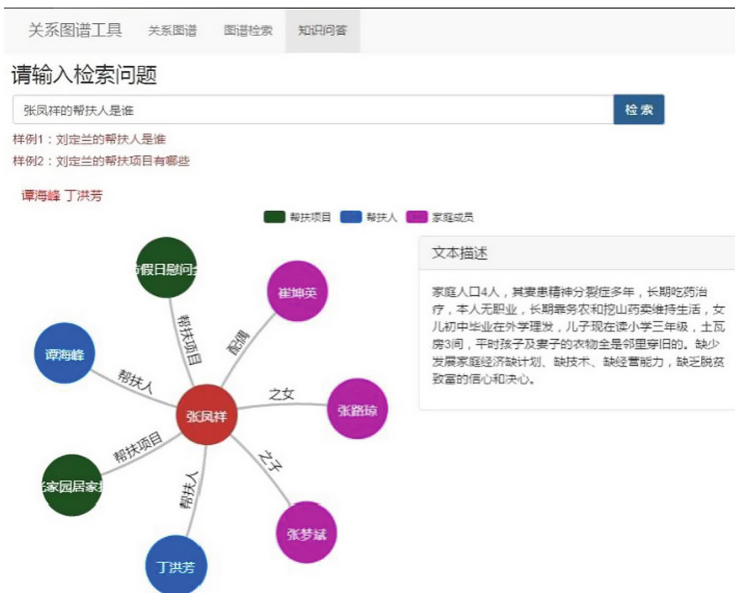 关系图谱工具 关系图谱 图谱检索 知识问答
请输入检索问题
张凤祥的帮扶人是谁 检 索
样例1：刘定兰的帮扶人是谁
样例2：刘定兰的帮扶项目有哪些
谭海峰 丁洪芳
帮扶项目 帮扶人 家庭成员
假日慰问
崔坤英
帮扶项目
配偶
谭海峰
帮扶人
张凤祥
之女
张路琼
帮扶项目
家园居家
帮扶人
之子
张梦斌
丁洪芳
文本描述
家庭人口4人，其妻患精神分裂症多年，长期吃药治
疗，本人无职业，长期靠务农和挖山药卖维持生活，女
儿初中毕业在外学理发，儿子现在读小学三年级，土瓦
房3间，平时孩子及妻子的衣物全是邻里穿旧的。缺少
发展家庭经济缺计划、缺技术、缺经营能力，缺乏脱贫
致富的信心和决心。